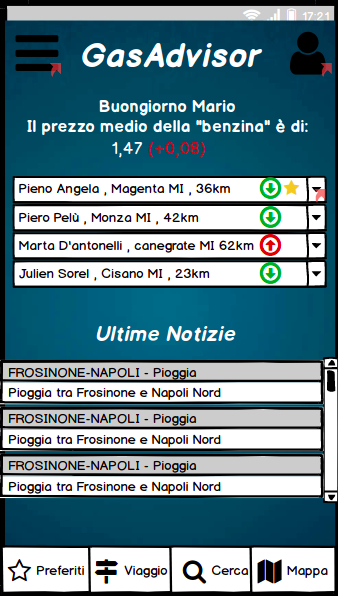 17:21
GasAdvisor
Buongiorno Mario
Il prezzo medio della "benzina" è di:
1,47 (+0,08)
Pieno Angela , Magenta MI , 36km
Piero Pelù , Monza MI , 42km
Marta D'antonelli , canegrate MI 62km
Julien Sorel , Cisano MI , 23km
Ultime Notizie
FROSINONE-NAPOLI - Pioggia
Pioggia tra Frosinone e Napoli Nord
FROSINONE-NAPOLI - Pioggia
Pioggia tra Frosinone e Napoli Nord
FROSINONE-NAPOLI - Pioggia
Pioggia tra Frosinone e Napoli Nord
Preferiti Viaggio Cerca Mappa